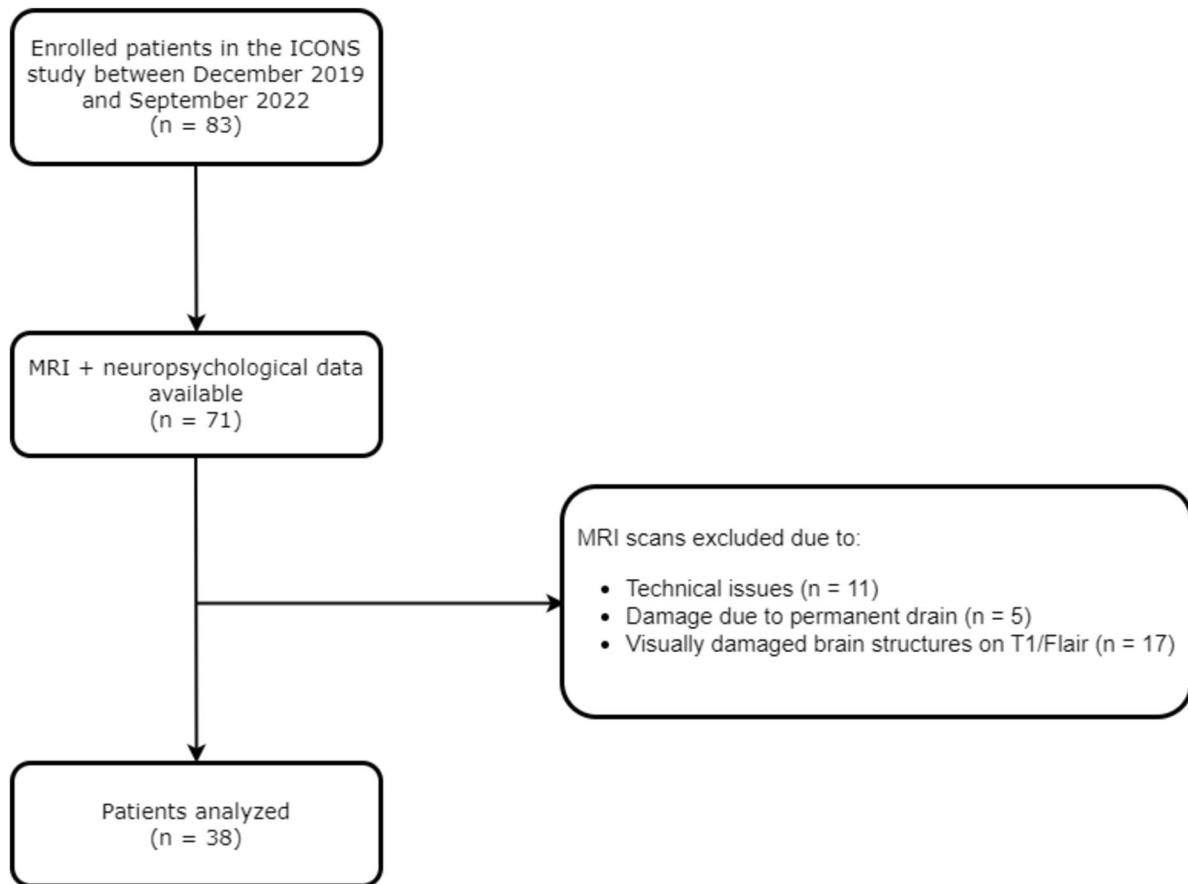 Enrolled patients in the ICONS
study between December 2019
and September 2022
(n = 83)
MRI + neuropsychological data
available
(n = 71)
MRI scans excluded due to:
• Technical issues (n = 11)
• Damage due to permanent drain (n = 5)
• Visually damaged brain structures on T1/Flair (n = 17)
Patients analyzed
(n = 38)